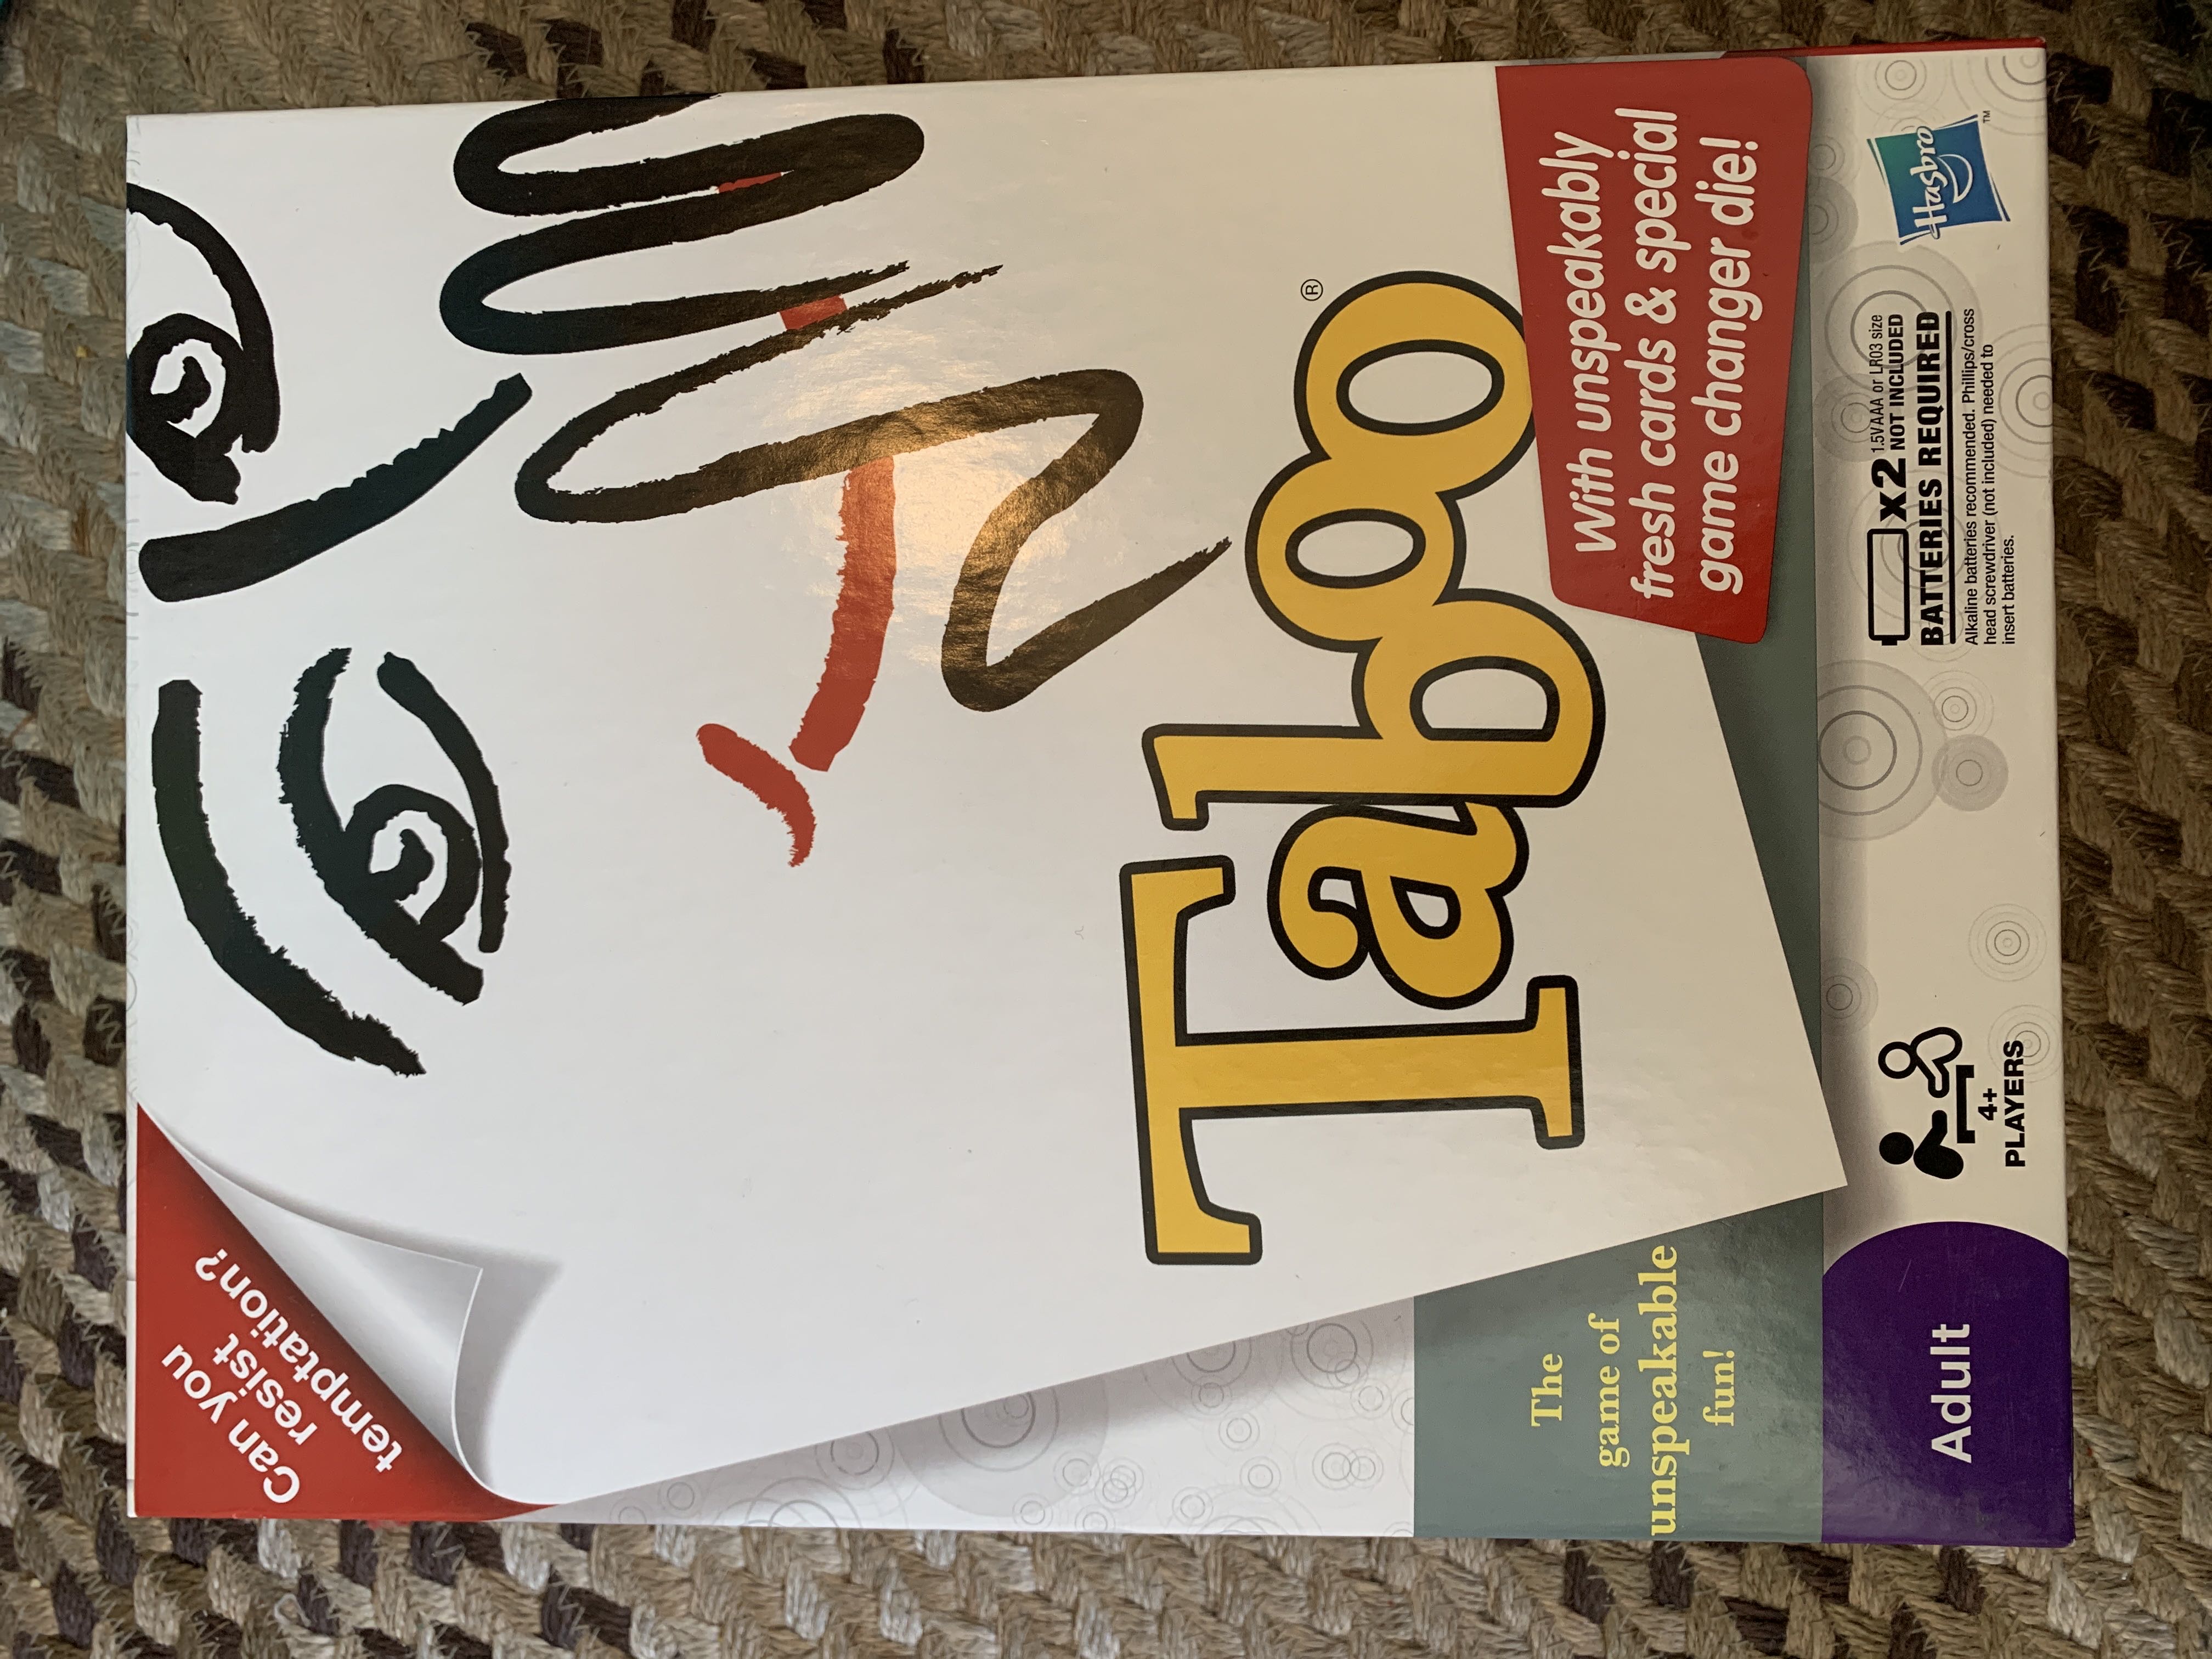 Can you
resist
temptation?
Taboo®
With unspeakably
fresh cards & special
game changer die!
The
game of
unspeakable
fun!
Adult
4+
PLAYERS
x2 1.5V AAA or LR03 size
NOT INCLUDED
BATTERIES REQUIRED
Alkaline batteries recommended. Phillips/cross
head screwdriver (not included) needed to
insert batteries.
Hasbro
TM